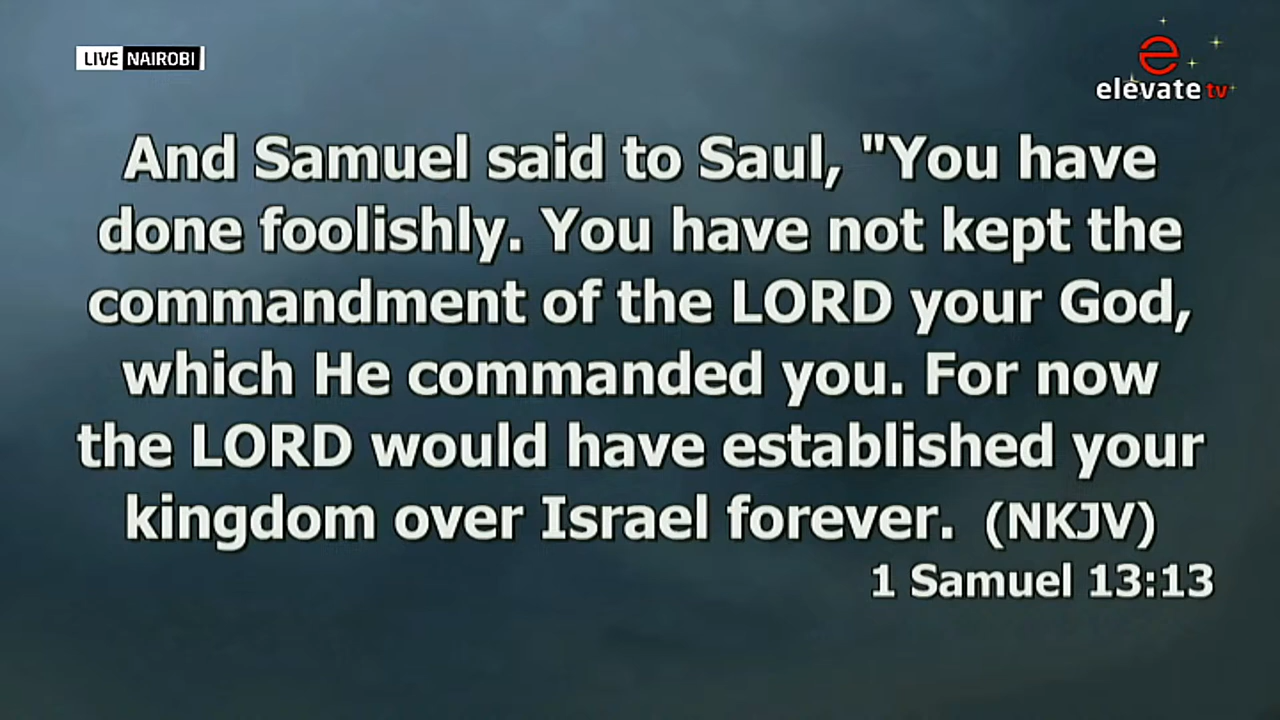 LIVE NAIROBI
e
elevate tv
And Samuel said to Saul, "You have
done foolishly. You have not kept the
commandment of the LORD your God,
which He commanded you. For now
the LORD would have established your
kingdom over Israel forever. (NKJV)
1 Samuel 13:13